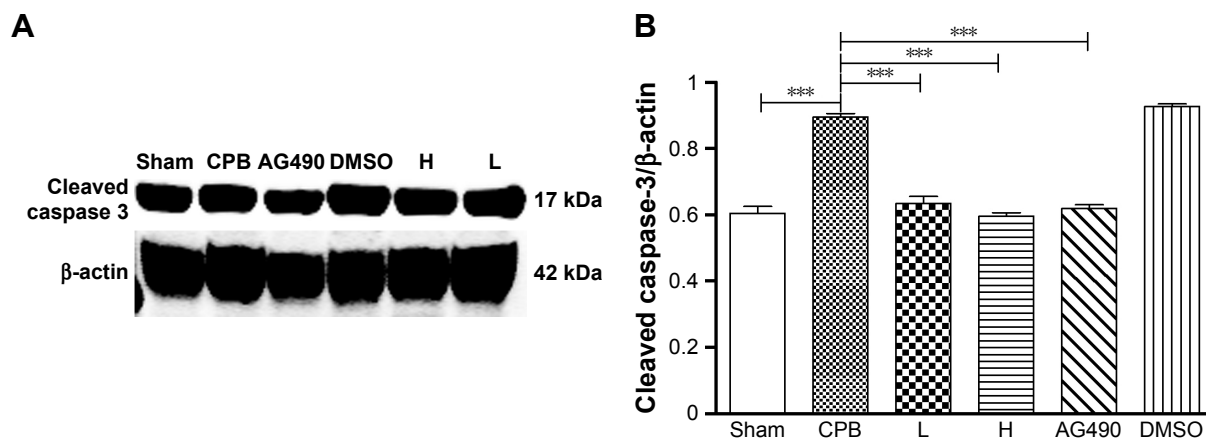 A
Sham CPB AG490 DMSO H L
Cleaved
caspase 3
17 kDa
β-actin
42 kDa
B
***
***
***
***
Cleaved caspase-3/β-actin
1
0.8
0.6
0.4
0.2
0
Sham CPB L H AG490 DMSO